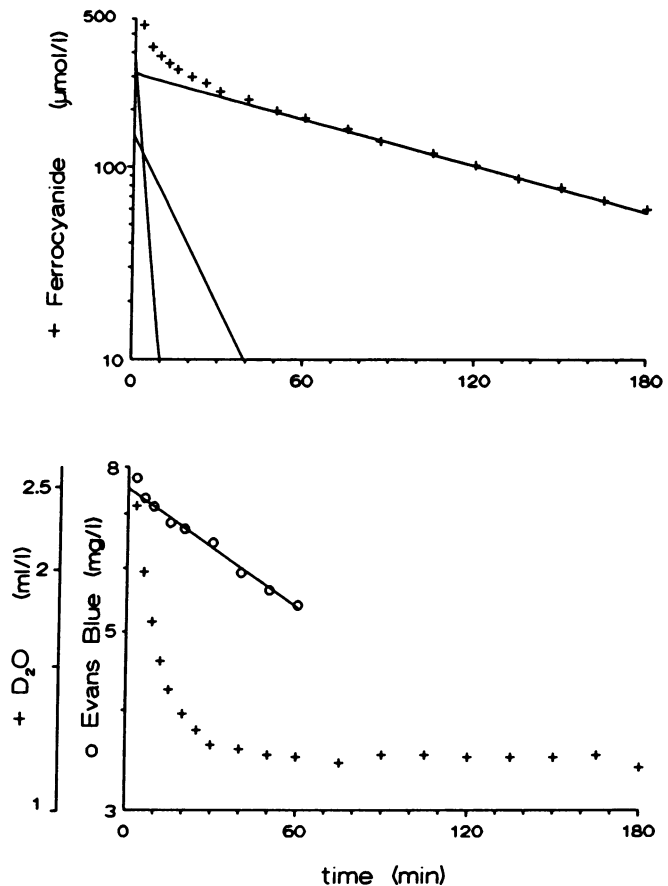 500
+ Ferrocyanide (μmol/l)
100
10
0 60 120 180
+ D₂O (ml/l)
2.5
2
1
o Evans Blue (mg/l)
8
5
3
0 60 120 180
time (min)